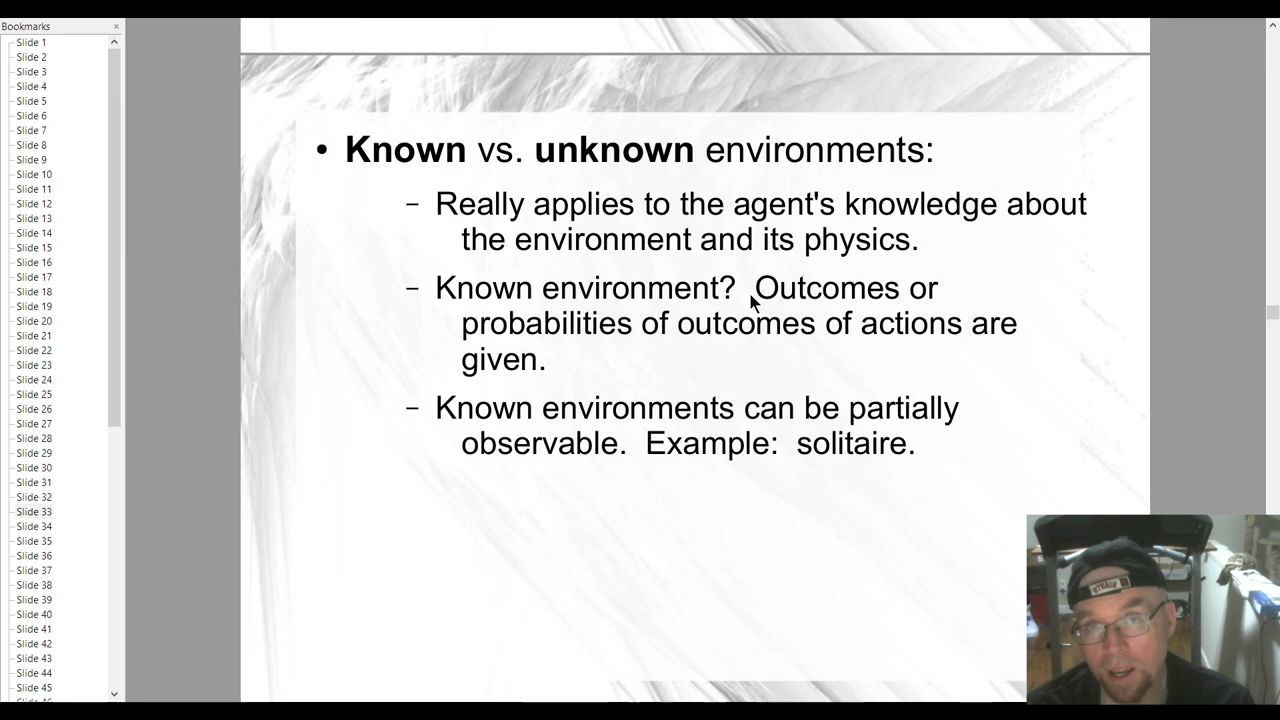 Bookmarks
Slide 1
Slide 2
Slide 3
Slide 4
Slide 5
Slide 6
Slide 7
Slide 8
Slide 9
Slide 10
Slide 11
Slide 12
Slide 13
Slide 14
Slide 15
Slide 16
Slide 17
Slide 18
Slide 19
Slide 20
Slide 21
Slide 22
Slide 23
Slide 24
Slide 25
Slide 26
Slide 27
Slide 28
Slide 29
Slide 30
Slide 31
Slide 32
Slide 33
Slide 34
Slide 35
Slide 36
Slide 37
Slide 38
Slide 39
Slide 40
Slide 41
Slide 42
Slide 43
Slide 44
Slide 45
• Known vs. unknown environments:
– Really applies to the agent's knowledge about
the environment and its physics.
– Known environment? Outcomes or
probabilities of outcomes of actions are
given.
– Known environments can be partially
observable. Example: solitaire.